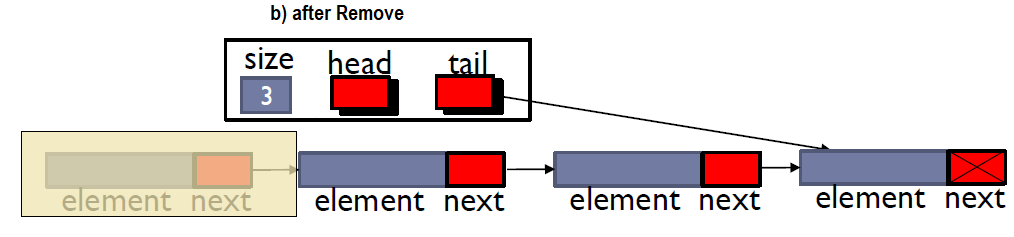 b) after Remove
size head tail
3
element next element next element next element next